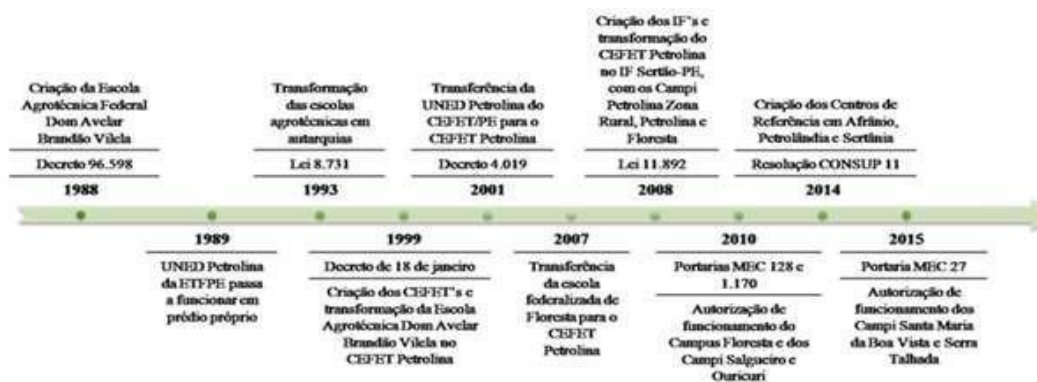 Criação da Escola
Agrotécnica Federal
Dom Avelar
Brandão Vilela
Decreto 96.598
1988
Transformação
das escolas
agrotécnicas em
autarquias
Lei 8.731
1993
Transferência da
UNED Petrolina do
CEFET/PE para o
CEFET Petrolina
Decreto 4.019
2001
Criação dos IF's e
transformação do
CEFET Petrolina
no IF Sertão-PE,
com os Campi
Petrolina Zona
Rural, Petrolina e
Floresta
Lei 11.892
2008
Criação dos Centros de
Referência em Afrânio,
Petrolândia e Sertânia
Resolução CONSUP 11
2014
1989
UNED Petrolina
da ETFPE passa
a funcionar em
prédio próprio
1999
Decreto de 18 de janeiro
Criação dos CEFET's e
transformação da Escola
Agrotécnica Dom Avelar
Brandão Vilela no
CEFET Petrolina
2007
Transferência
da escola
federalizada de
Floresta para o
CEFET
Petrolina
2010
Portarias MEC 128 e
1.170
Autorização de
funcionamento do
Campus Floresta e dos
Campi Salgueiro e
Ouricuri
2015
Portaria MEC 27
Autorização de
funcionamento dos
Campi Santa Maria
da Boa Vista e Serra
Talhada